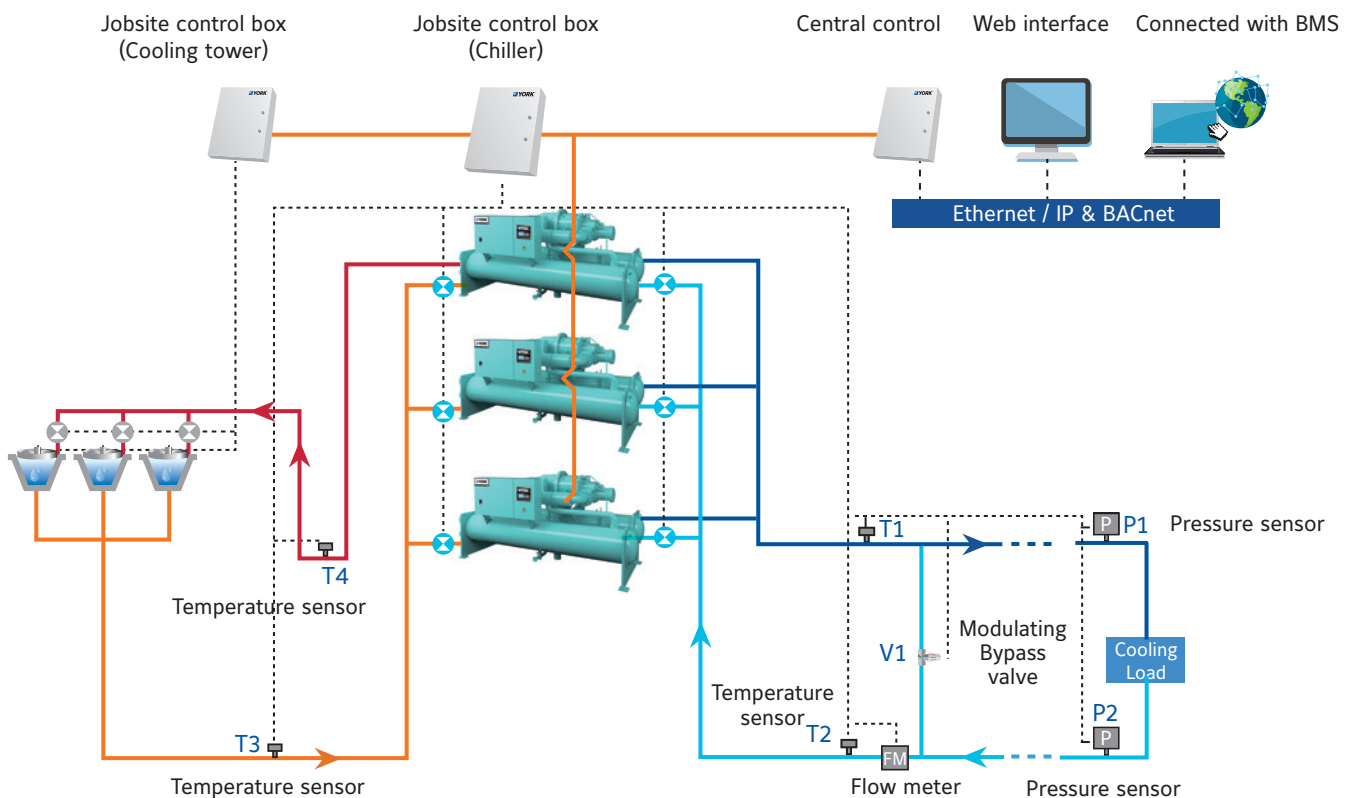 Jobsite control box
(Cooling tower)
Jobsite control box
(Chiller)
Central control
Web interface
Connected with BMS
YORK
YORK
Ethernet / IP & BACnet
T4
Temperature sensor
T3
Temperature sensor
T1
P
P1
Pressure sensor
V1
Modulating
Bypass
valve
Cooling
Load
Temperature
sensor
T2
FM
Flow meter
P2
P
Pressure sensor